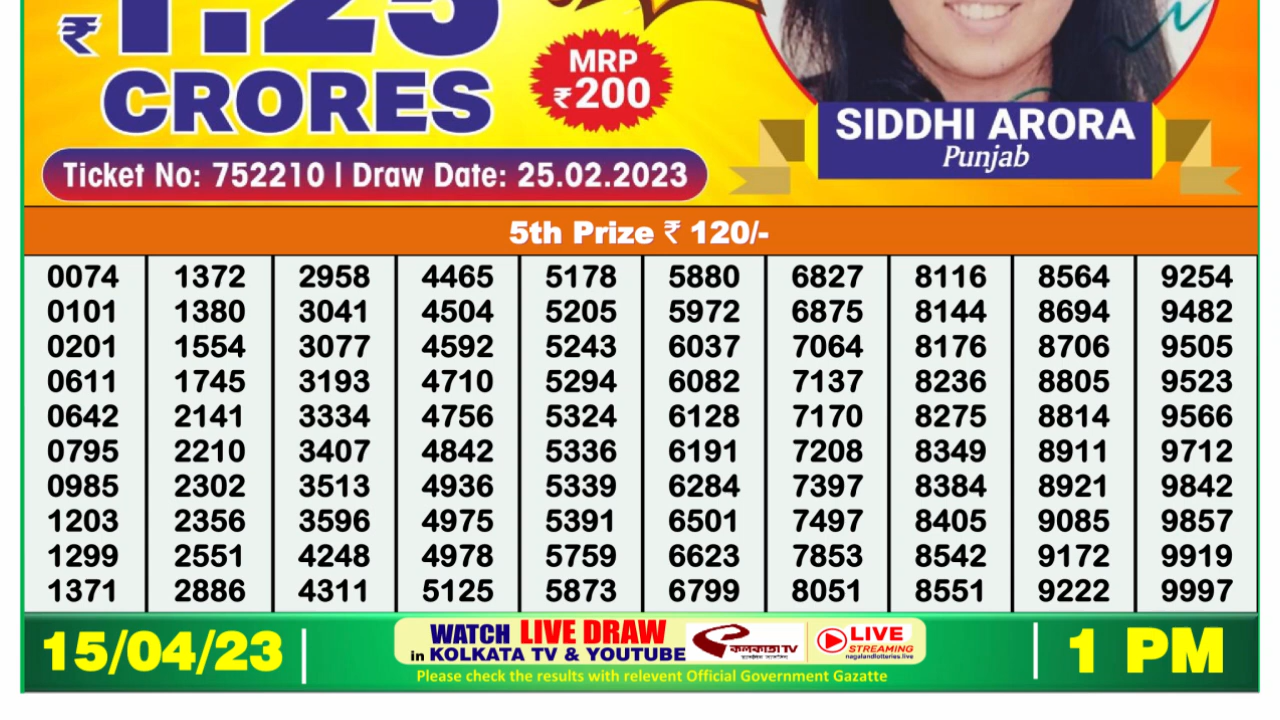 ₹ 1.25
CRORES
MRP
₹200
SIDDHI ARORA
Punjab
Ticket No: 752210 | Draw Date: 25.02.2023
5th Prize ₹ 120/-
0074 1372 2958 4465 5178 5880 6827 8116 8564 9254
0101 1380 3041 4504 5205 5972 6875 8144 8694 9482
0201 1554 3077 4592 5243 6037 7064 8176 8706 9505
0611 1745 3193 4710 5294 6082 7137 8236 8805 9523
0642 2141 3334 4756 5324 6128 7170 8275 8814 9566
0795 2210 3407 4842 5336 6191 7208 8349 8911 9712
0985 2302 3513 4936 5339 6284 7397 8384 8921 9842
1203 2356 3596 4975 5391 6501 7497 8405 9085 9857
1299 2551 4248 4978 5759 6623 7853 8542 9172 9919
1371 2886 4311 5125 5873 6799 8051 8551 9222 9997
15/04/23
WATCH LIVE DRAW
in KOLKATA TV & YOUTUBE
কলকাতা TV
LIVE
STREAMING
nagalandlotteries.live
Please check the results with relevent Official Government Gazatte
1 PM